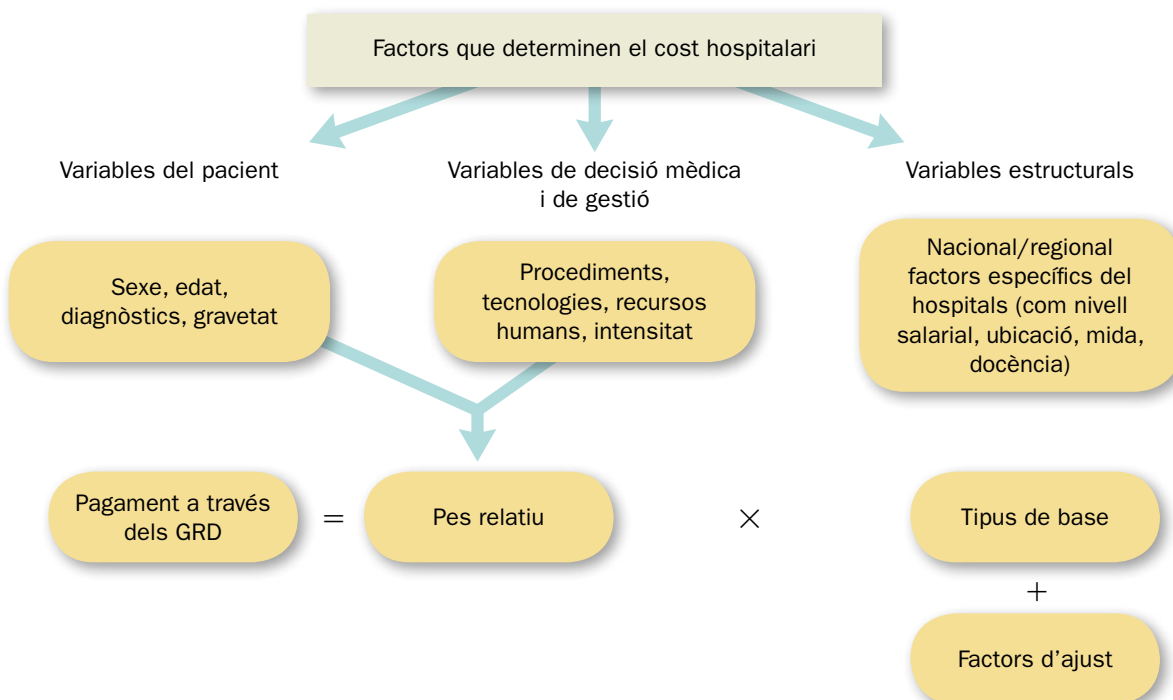 Factors que determinen el cost hospitalari
Variables del pacient
Variables de decisió mèdica
i de gestió
Variables estructurals
Sexe, edat,
diagnòstics, gravetat
Procediments,
tecnologies, recursos
humans, intensitat
Nacional/regional
factors específics del
hospitals (com nivell
salarial, ubicació, mida,
docència)
Pagament a través
dels GRD
=
Pes relatiu
×
Tipus de base
+
Factors d’ajust